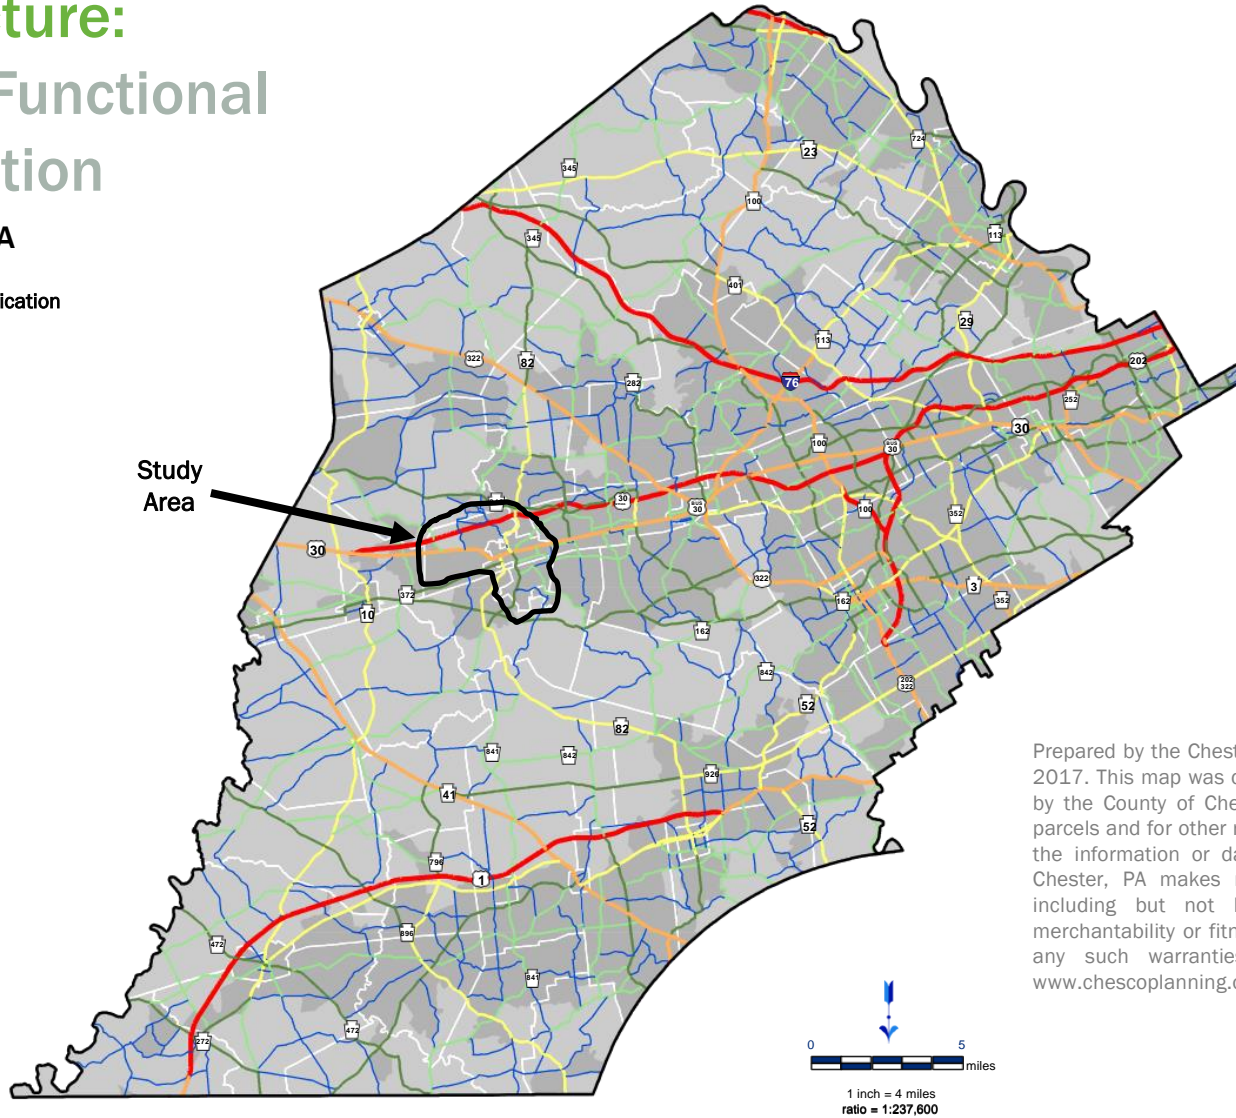 ture:
Functional
tion
A
ication
724
23
345
100
113
345
401
29
113
322
82
202
282
76
252
30
100
BUS
30
Study
Area
30
BUS
30
100
352
30
322
3
372
162
352
10
162
842
202
322
52
82
841
842
926
41
52
796
1
896
472
841
472
272
Prepared by the Chest
2017. This map was d
by the County of Che
parcels and for other r
the information or da
Chester, PA makes
including but not
merchantability or fitn
any such warranties
www.chescoplanning.o
0 5
miles
1 inch = 4 miles
ratio = 1:237,600